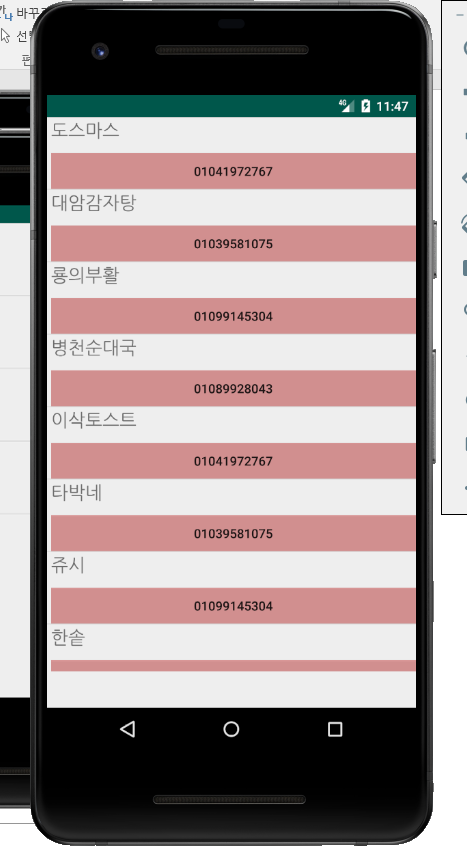 바꾸
선택
편
4G 11:47
도스마스
01041972767
대암감자탕
01039581075
룡의부활
01099145304
병천순대국
01089928043
이삭토스트
01041972767
타박네
01039581075
쥬시
01099145304
한솥